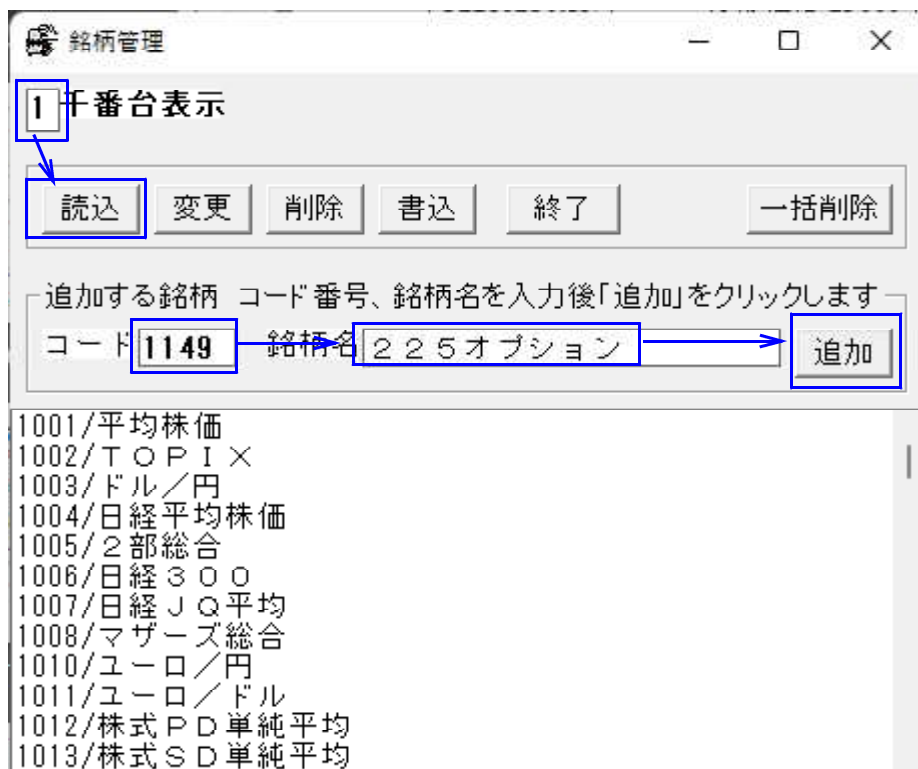 銘柄管理
1 千番台表示
読込 変更 削除 書込 終了 一括削除
追加する銘柄 コード番号、銘柄名を入力後「追加」をクリックします
コード 1149 銘柄名 225オプション 追加
1001/平均株価
1002/TOPIX
1003/ドル/円
1004/日経平均株価
1005/2部総合
1006/日経300
1007/日経JQ平均
1008/マザーズ総合
1010/ユーロ/円
1011/ユーロ/ドル
1012/株式PD単純平均
1013/株式SD単純平均